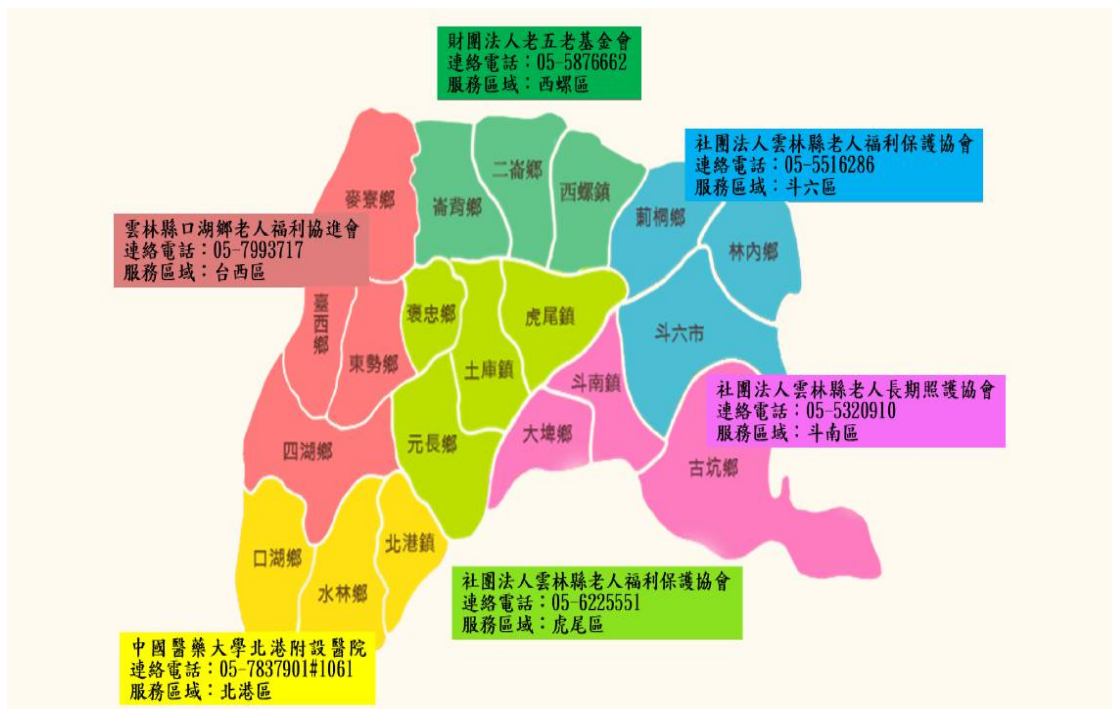 財團法人老五老基金會
連絡電話：05-5876662
服務區域：西螺區
社團法人雲林縣老人福利保護協會
連絡電話：05-5516286
服務區域：斗六區
二崙鄉
西螺鎮
崙背鄉
麥寮鄉
莿桐鄉
林內鄉
雲林縣口湖鄉老人福利協進會
連絡電話：05-7993717
服務區域：台西區
臺西鄉
東勢鄉
褒忠鄉
虎尾鎮
土庫鎮
斗六市
斗南鎮
社團法人雲林縣老人長期照護協會
連絡電話：05-5320910
服務區域：斗南區
四湖鄉
元長鄉
大埤鄉
古坑鄉
口湖鄉
水林鄉
北港鎮
社團法人雲林縣老人福利保護協會
連絡電話：05-6225551
服務區域：虎尾區
中國醫藥大學北港附設醫院
連絡電話：05-7837901#1061
服務區域：北港區